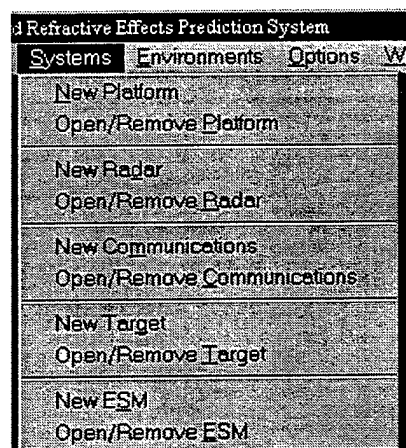 d Refractive Effects Prediction System
Systems Environments Options W
New Platform
Open/Remove Platform
New Radar
Open/Remove Radar
New Communications
Open/Remove Communications
New Target
Open/Remove Target
New ESM
Open/Remove ESM